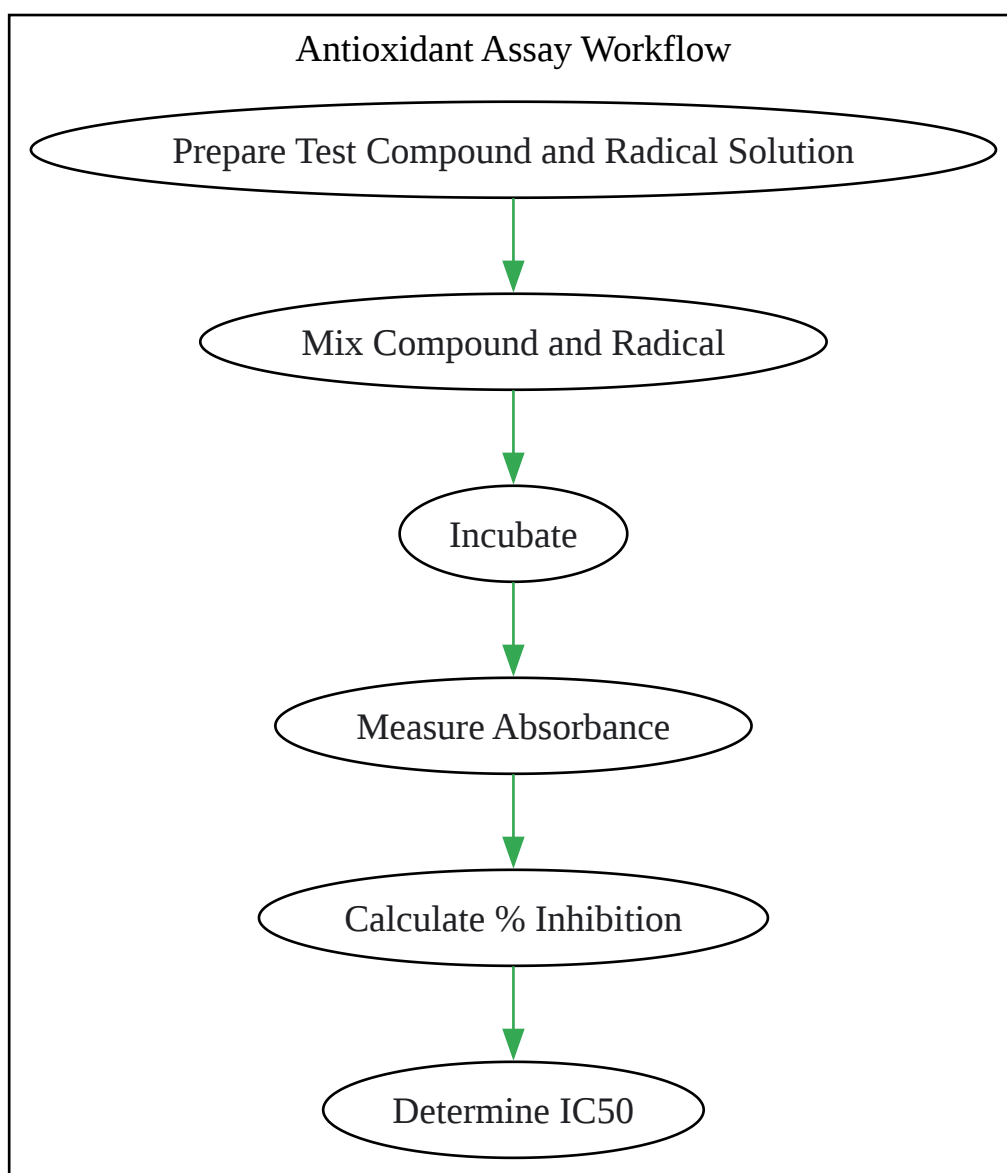 Antioxidant Assay Workflow
Prepare Test Compound and Radical Solution
Mix Compound and Radical
Incubate
Measure Absorbance
Calculate % Inhibition
Determine IC50